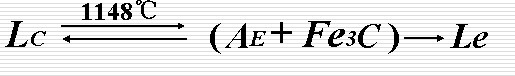 1148℃
Lc ⇌ (AE + Fe3C) → Le